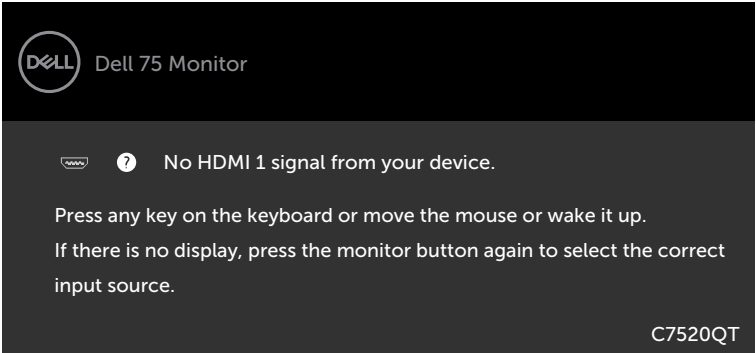 DELL
Dell 75 Monitor
No HDMI 1 signal from your device.
Press any key on the keyboard or move the mouse or wake it up.
If there is no display, press the monitor button again to select the correct
input source.
C7520QT